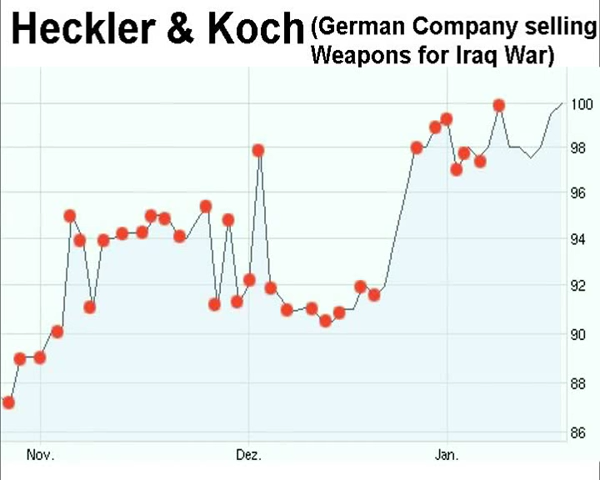 Heckler & Koch (German Company selling
Weapons for Iraq War)
100
98
96
94
92
90
88
86
Nov. Dez. Jan.